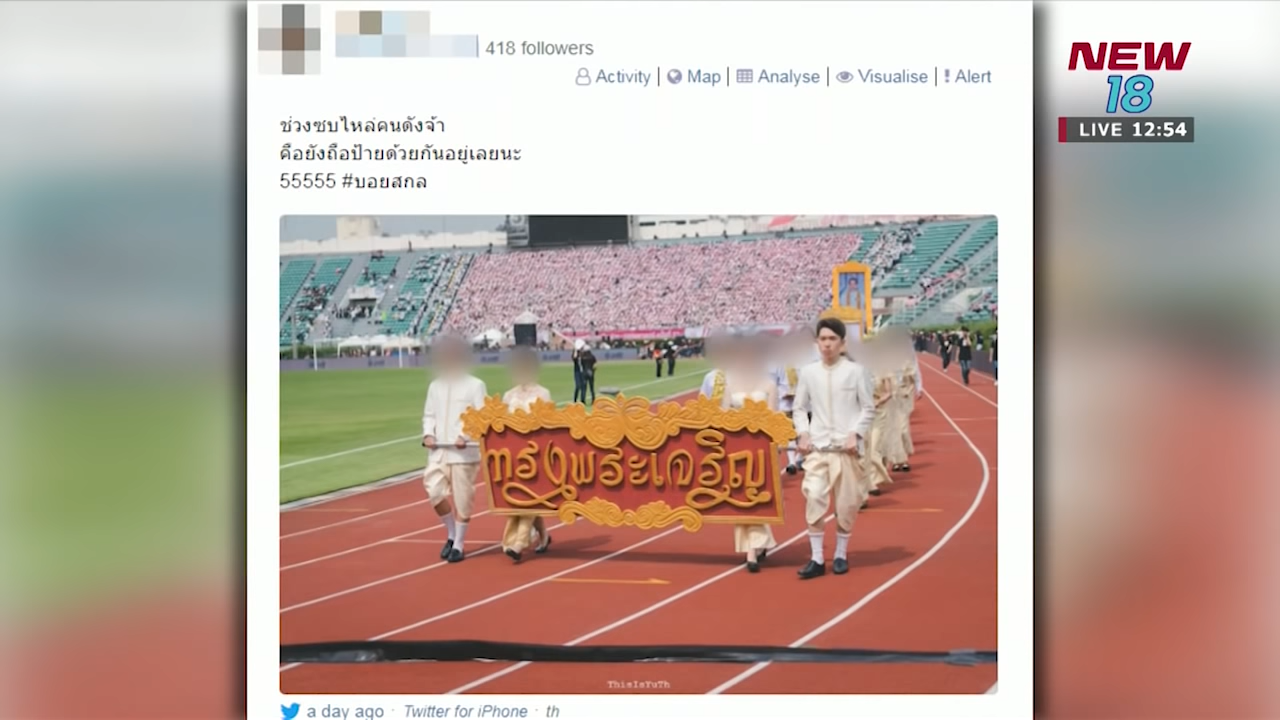 418 followers
Activity | Map | Analyse | Visualise | Alert
NEW
18
LIVE 12:54
ช่วงซบไหล่คนดังจ้า
คือยังถือป้ายด้วยกันอยู่เลยนะ
55555 #บอยสกล
ทรงพระเจริญ
ThisIsYuTh
a day ago · Twitter for iPhone · th